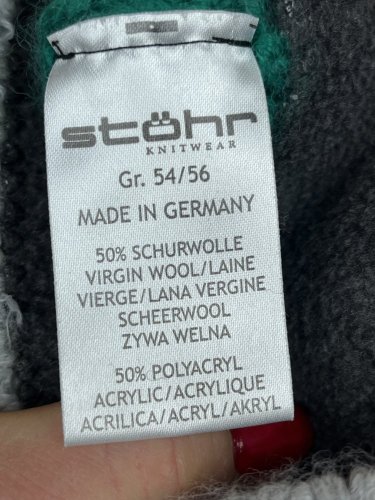 stöhr
KNITWEAR
Gr. 54/56
MADE IN GERMANY
50% SCHURWOLLE
VIRGIN WOOL/LAINE
VIERGE/LANA VERGINE
SCHEERWOOL
ZYWA WELNA
50% POLYACRYL
ACRYLIC/ACRYLIQUE
ACRILICA/ACRYL/AKRYL